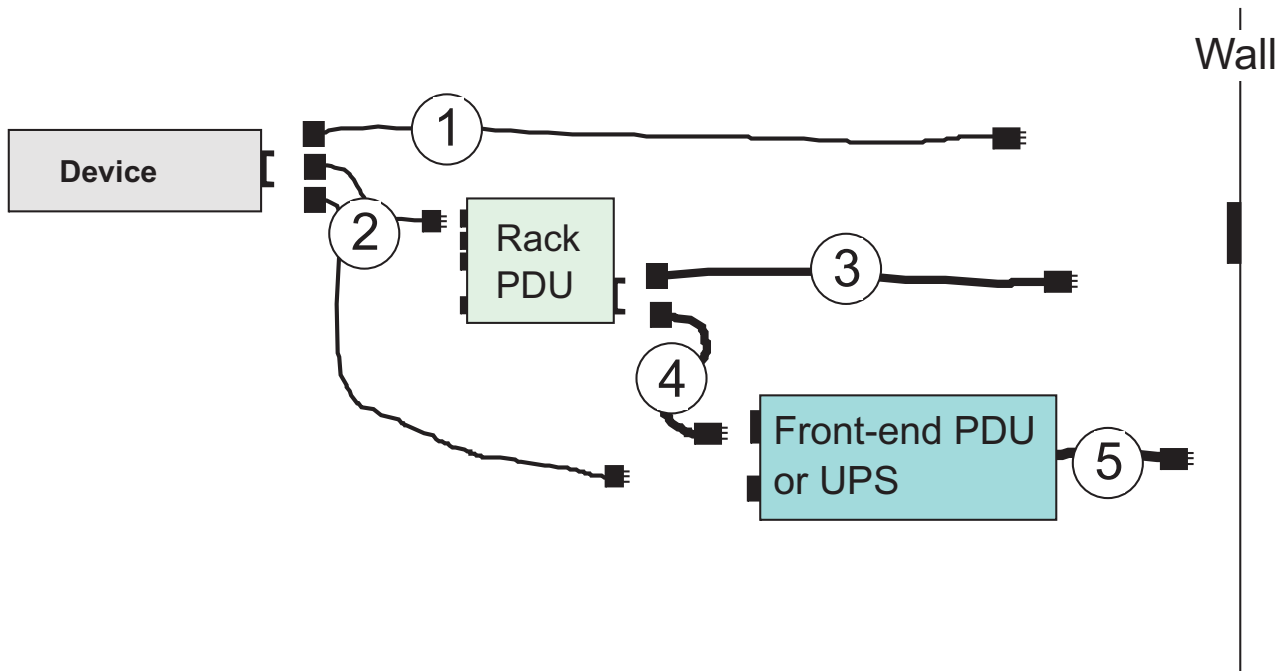 Wall
1
Device
2
Rack
PDU
3
4
Front-end PDU
or UPS
5